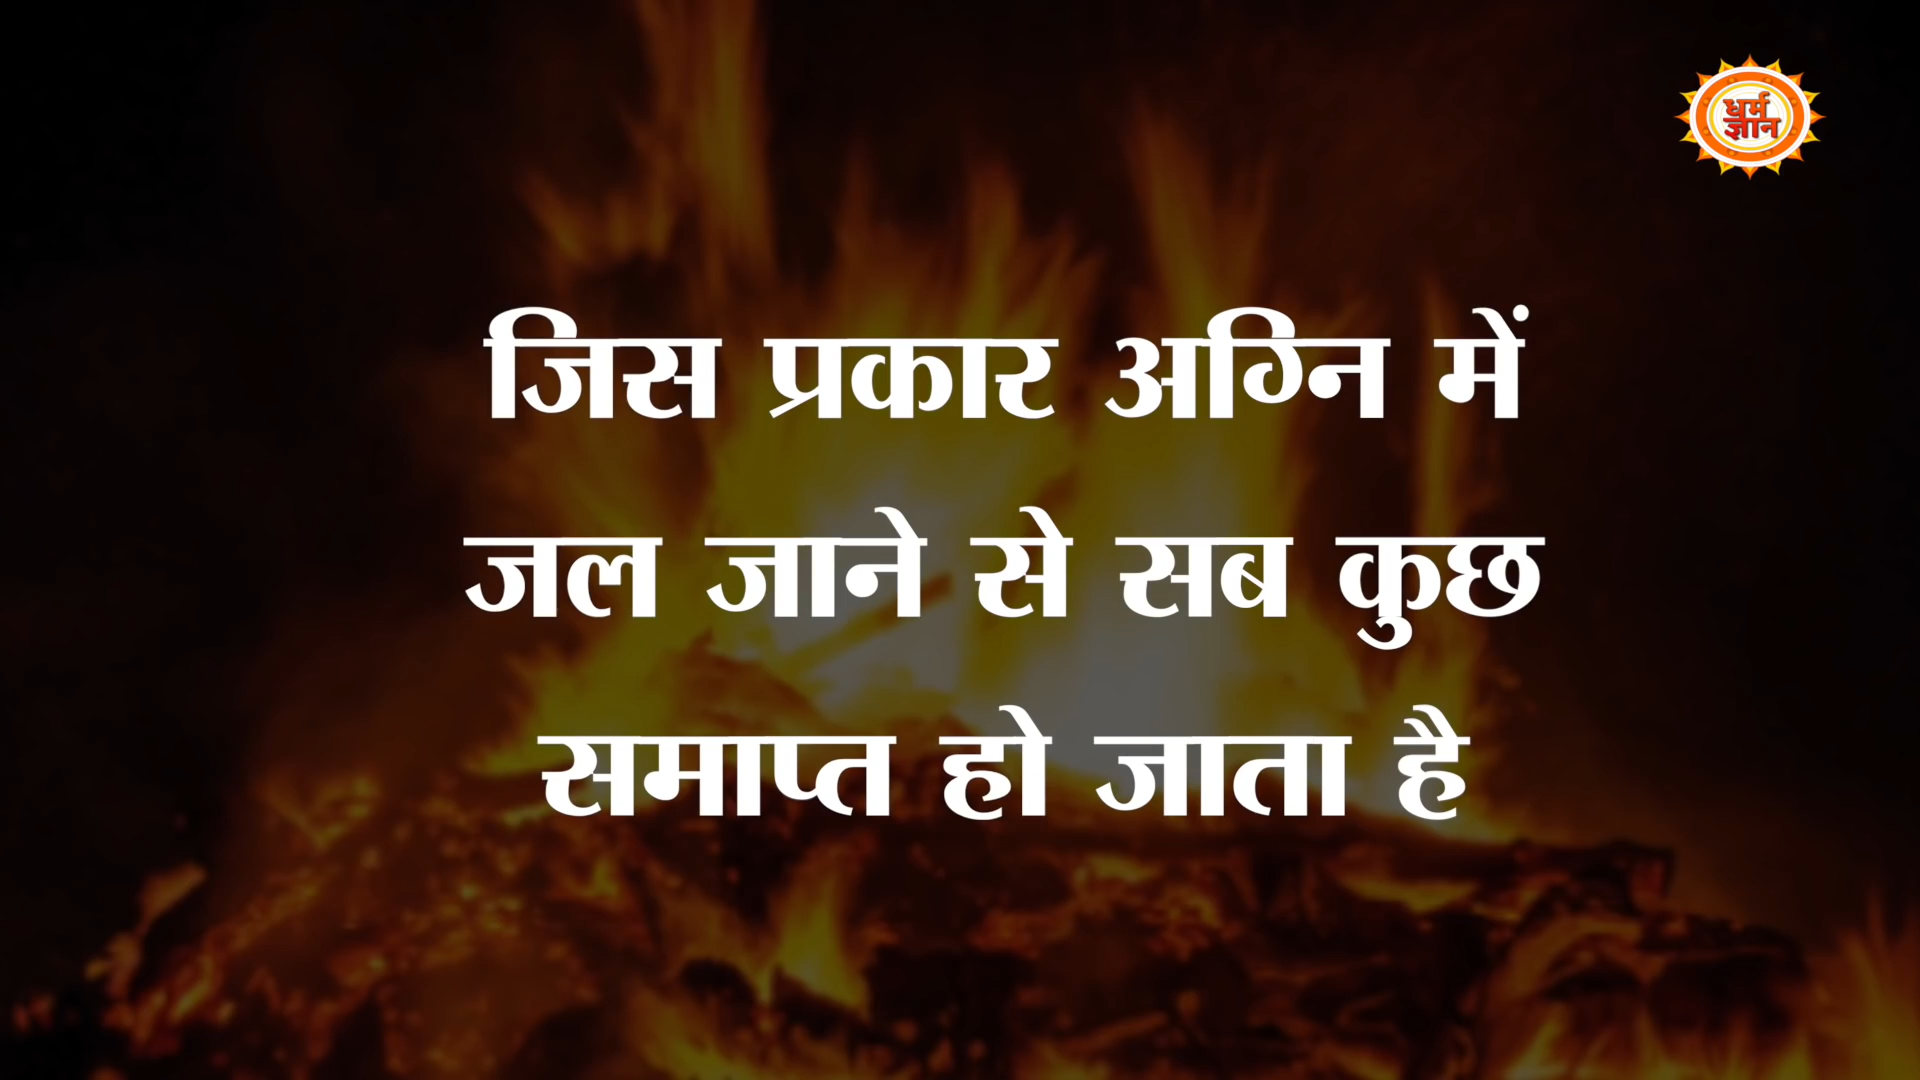 धर्म
ज्ञान
जिस प्रकार अग्नि में
जल जाने से सब कुछ
समाप्त हो जाता है